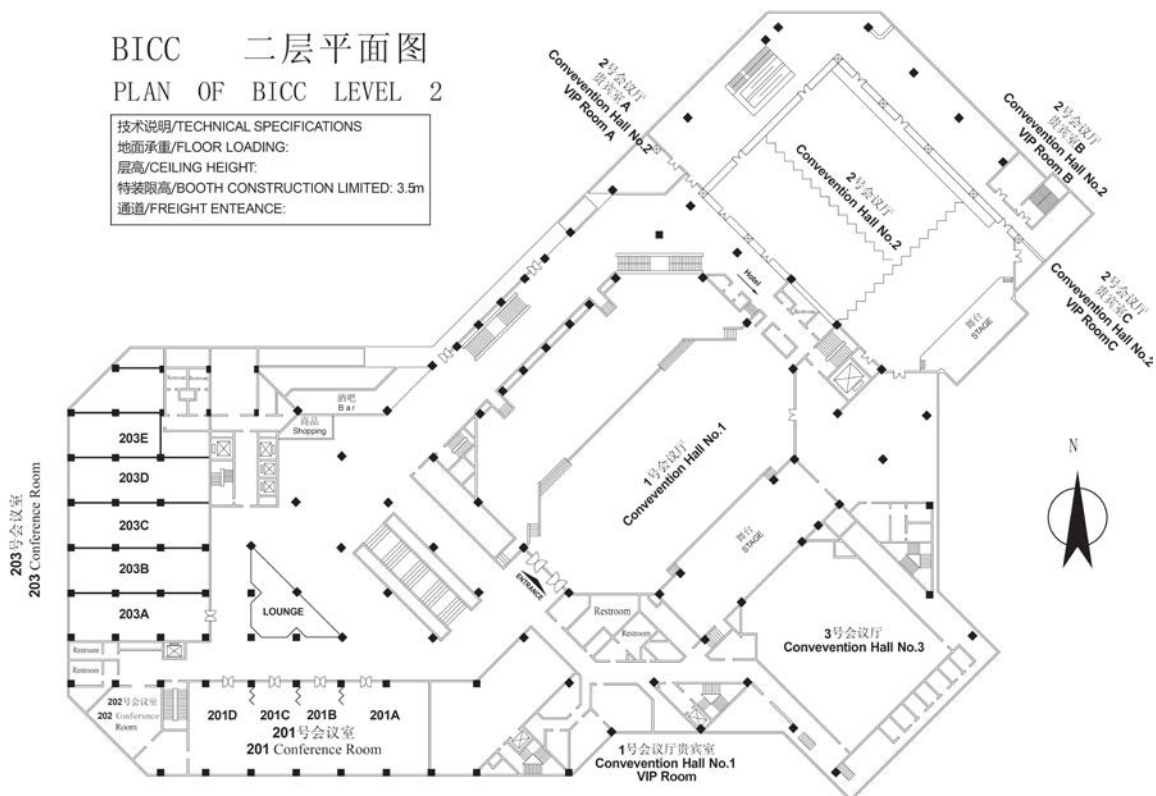 BICC 二层平面图
PLAN OF BICC LEVEL 2
技术说明/TECHNICAL SPECIFICATIONS
地面承重/FLOOR LOADING:
层高/CEILING HEIGHT:
特装限高/BOOTH CONSTRUCTION LIMITED: 3.5m
通道/FREIGHT ENTEANCE:
2号会议厅
贵宾室A
Convevention Hall No.2
VIP Room A
2号会议厅
贵宾室B
Convevention Hall No.2
VIP Room B
2号会议厅
Convevention Hall No.2
2号会议厅
贵宾室C
Convevention Hall No.2
VIP RoomC
舞台
STAGE
Hotel
酒吧
Bar
商品
Shopping
203E
203D
203C
203B
203A
203号会议室
203 Conference Room
LOUNGE
1号会议厅
Convevention Hall No.1
舞台
STAGE
ENTRANCE
N
Restroom
Restroom
3号会议厅
Convevention Hall No.3
Restroom
Restroom
202号会议室
202 Conference
Room
201D
201C
201B
201A
201号会议室
201 Conference Room
1号会议厅贵宾室
Convevention Hall No.1
VIP Room